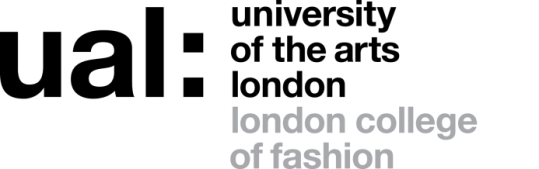 ual:
university
of the arts
london
london college
of fashion